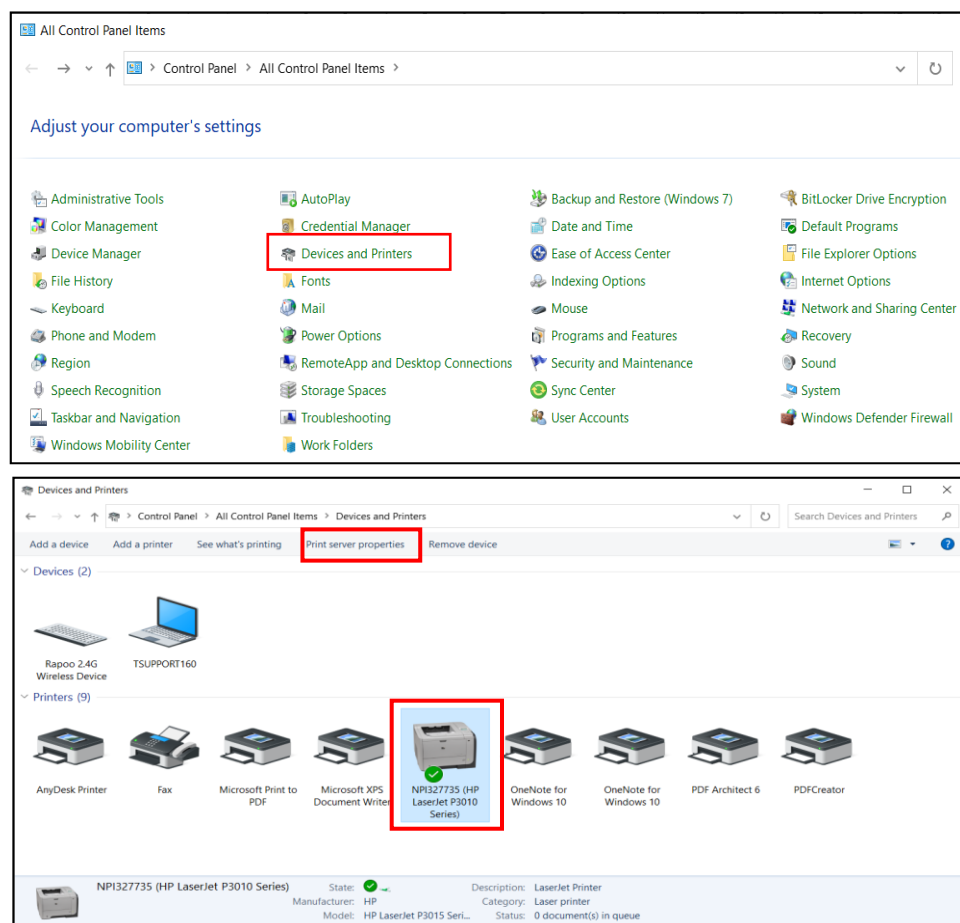 All Control Panel Items
Control Panel > All Control Panel Items >
Adjust your computer's settings
Administrative Tools AutoPlay Backup and Restore (Windows 7) BitLocker Drive Encryption
Color Management Credential Manager Date and Time Default Programs
Device Manager Devices and Printers Ease of Access Center File Explorer Options
File History Fonts Indexing Options Internet Options
Keyboard Mail Mouse Network and Sharing Center
Phone and Modem Power Options Programs and Features Recovery
Region RemoteApp and Desktop Connections Security and Maintenance Sound
Speech Recognition Storage Spaces Sync Center System
Taskbar and Navigation Troubleshooting User Accounts Windows Defender Firewall
Windows Mobility Center Work Folders
Devices and Printers
Control Panel > All Control Panel Items > Devices and Printers Search Devices and Printers
Add a device Add a printer See what's printing Print server properties Remove device
Devices (2)
Rapoo 2.4G
Wireless Device
TSUPPORT160
Printers (9)
AnyDesk Printer
Fax
Microsoft Print to
PDF
Microsoft XPS
Document Writer
NPI327735 (HP
LaserJet P3010
Series)
OneNote for
Windows 10
OneNote for
Windows 10
PDF Architect 6
PDFCreator
NPI327735 (HP LaserJet P3010 Series) State: Description: LaserJet Printer
Manufacturer: HP Category: Laser printer
Model: HP LaserJet P3015 Seri... Status: 0 document(s) in queue